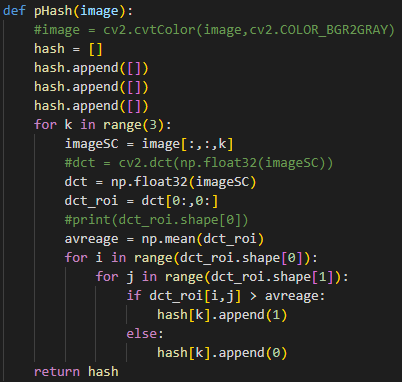 def pHash(image):
    #image = cv2.cvtColor(image,cv2.COLOR_BGR2GRAY)
    hash = []
    hash.append([])
    hash.append([])
    hash.append([])
    for k in range(3):
        imageSC = image[:,:,k]
        #dct = cv2.dct(np.float32(imageSC))
        dct = np.float32(imageSC)
        dct_roi = dct[0:,0:]
        #print(dct_roi.shape[0])
        avreage = np.mean(dct_roi)
        for i in range(dct_roi.shape[0]):
            for j in range(dct_roi.shape[1]):
                if dct_roi[i,j] > avreage:
                    hash[k].append(1)
                else:
                    hash[k].append(0)
    return hash